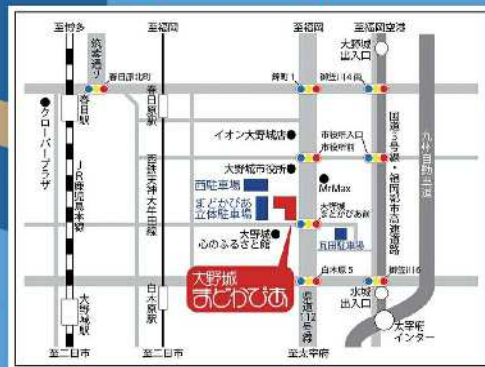 至博多
至福岡
至福岡
至福岡空港
筑紫通り
大野城
出入口
春日原北町
錦町1
御笠川4南
春日駅
春日原駅
●クローバープラザ
イオン大野城店●
市役所入口
市役所前
国道3号線・福岡都市高速道路
九州自動車道
JR鹿児島本線
西鉄天神大牟田線
大野城市役所●
西駐車場
●
MrMax
まどかぴあ
立体駐車場
大野城
まどかぴあ前
大野城●
心のふるさと館
瓦田駐車場
大野城
まどかぴあ
白木原5
御笠川6
大野城駅
白木原駅
県道112号線
水城
出入口
太宰府
インター
至二日市
至二日市
至太宰府